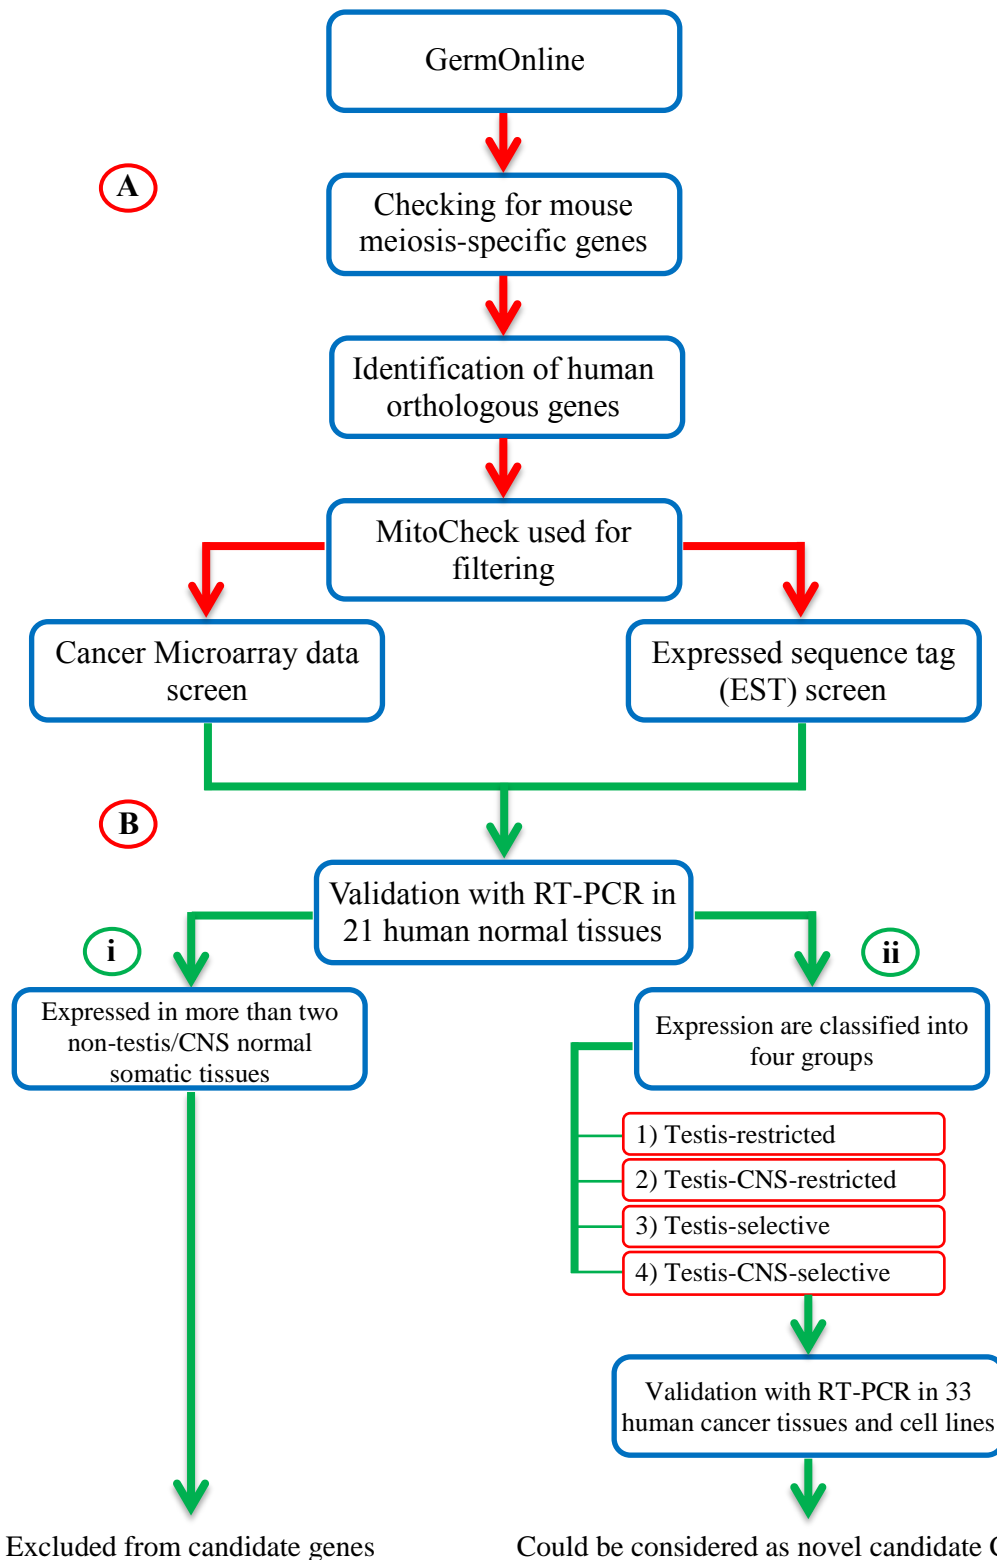 GermOnline
A
Checking for mouse
meiosis-specific genes
Identification of human
orthologous genes
MitoCheck used for
filtering
Cancer Microarray data
screen
Expressed sequence tag
(EST) screen
B
Validation with RT-PCR in
21 human normal tissues
i
ii
Expressed in more than two
non-testis/CNS normal
somatic tissues
Expression are classified into
four groups
1) Testis-restricted
2) Testis-CNS-restricted
3) Testis-selective
4) Testis-CNS-selective
Validation with RT-PCR in 33
human cancer tissues and cell lines
Excluded from candidate genes
Could be considered as novel candidate